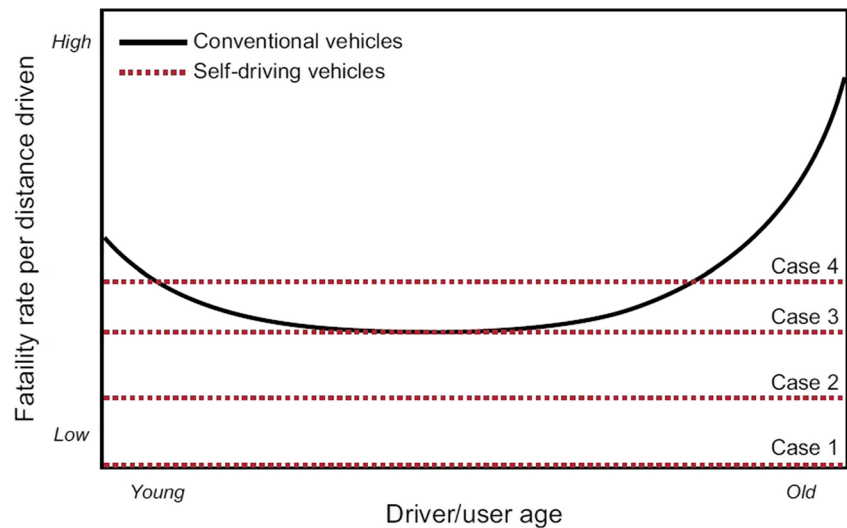 High
Conventional vehicles
Self-driving vehicles
Fataility rate per distance driven
Case 4
Case 3
Case 2
Low
Case 1
Young
Old
Driver/user age